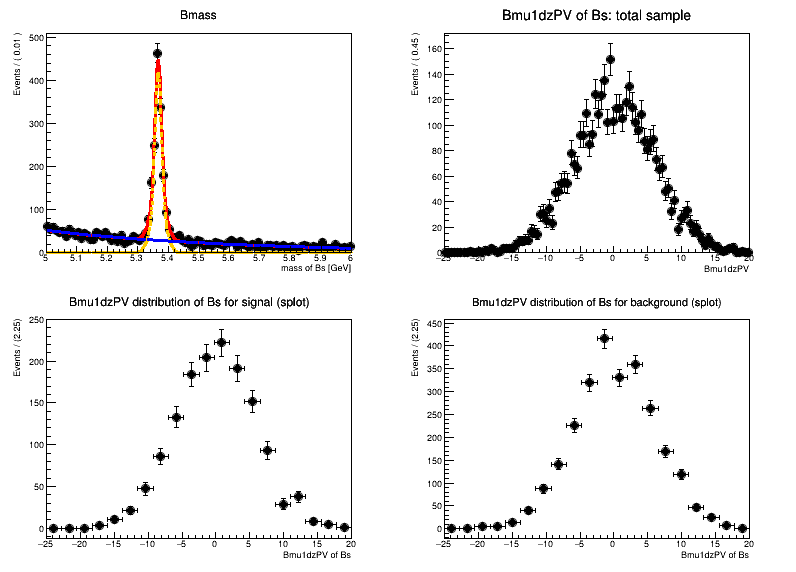 Bmass
Events / ( 0.01 )
500
400
300
200
100
0
5 5.1 5.2 5.3 5.4 5.5 5.6 5.7 5.8 5.9 6
mass of Bs [GeV]
Bmu1dzPV of Bs: total sample
Events / ( 0.45 )
160
140
120
100
80
60
40
20
0
−25 −20 −15 −10 −5 0 5 10 15 20
Bmu1dzPV
Bmu1dzPV distribution of Bs for signal (splot)
Events / (2.25)
250
200
150
100
50
0
−25 −20 −15 −10 −5 0 5 10 15 20
Bmu1dzPV of Bs
Bmu1dzPV distribution of Bs for background (splot)
Events / (2.25)
450
400
350
300
250
200
150
100
50
0
−25 −20 −15 −10 −5 0 5 10 15 20
Bmu1dzPV of Bs